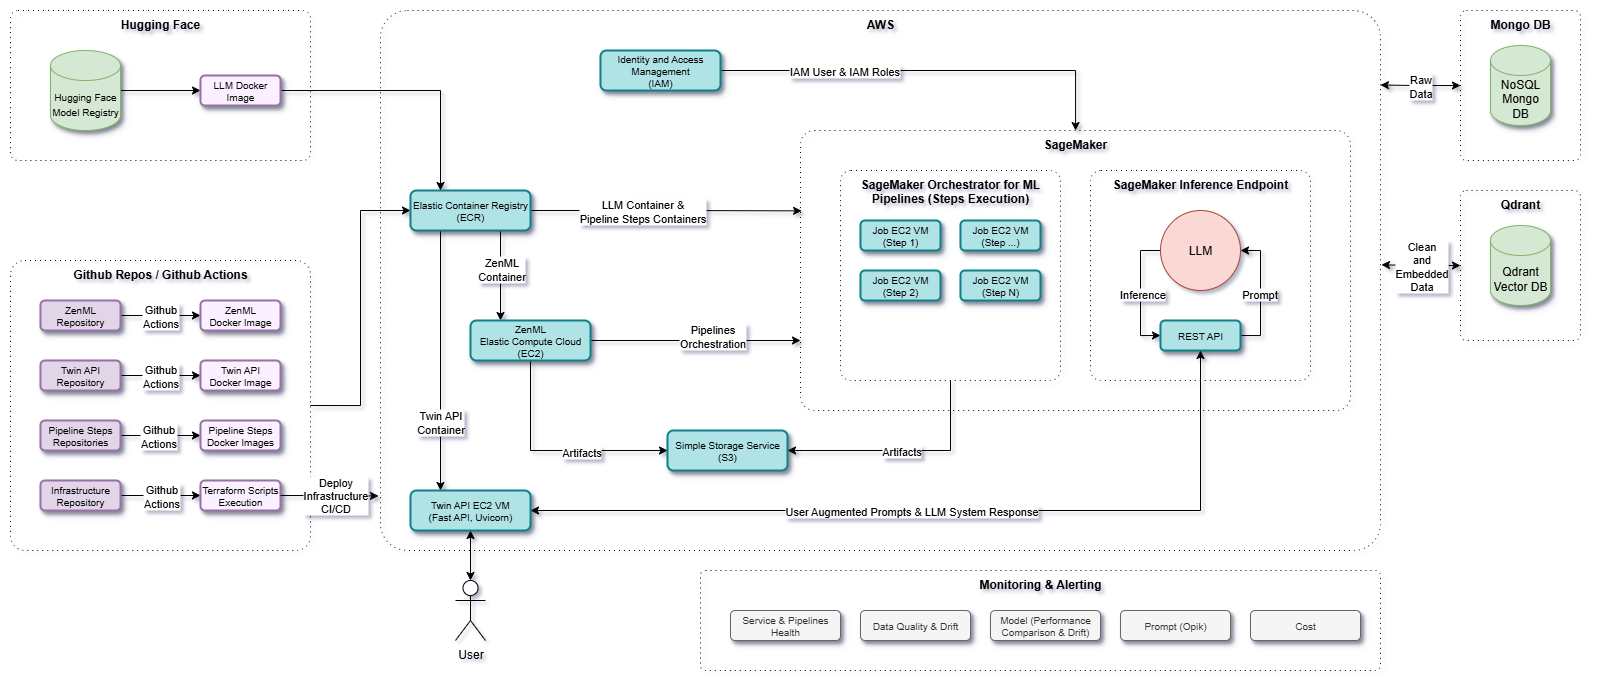 Hugging Face
Hugging Face
Model Registry
LLM Docker
Image
AWS
Identity and Access
Management
(IAM)
IAM User & IAM Roles
Mongo DB
Raw
Data
NoSQL
Mongo
DB
SageMaker
SageMaker Orchestrator for ML
Pipelines (Steps Execution)
Job EC2 VM
(Step 1)
Job EC2 VM
(Step ...)
Job EC2 VM
(Step 2)
Job EC2 VM
(Step N)
SageMaker Inference Endpoint
LLM
Inference
Prompt
REST API
Qdrant
Clean
and
Embedded
Data
Qdrant
Vector DB
Elastic Container Registry
(ECR)
LLM Container &
Pipeline Steps Containers
ZenML
Container
ZenML
Elastic Compute Cloud
(EC2)
Pipelines
Orchestration
Github Repos / Github Actions
ZenML
Repository
Github
Actions
ZenML
Docker Image
Twin API
Repository
Github
Actions
Twin API
Docker Image
Pipeline Steps
Repositories
Github
Actions
Pipeline Steps
Docker Images
Infrastructure
Repository
Github
Actions
Terraform Scripts
Execution
Deploy
Infrastructure
CI/CD
Twin API
Container
Artifacts
Simple Storage Service
(S3)
Artifacts
Twin API EC2 VM
(Fast API, Uvicorn)
User Augmented Prompts & LLM System Response
User
Monitoring & Alerting
Service & Pipelines
Health
Data Quality & Drift
Model (Performance
Comparison & Drift)
Prompt (Opik)
Cost